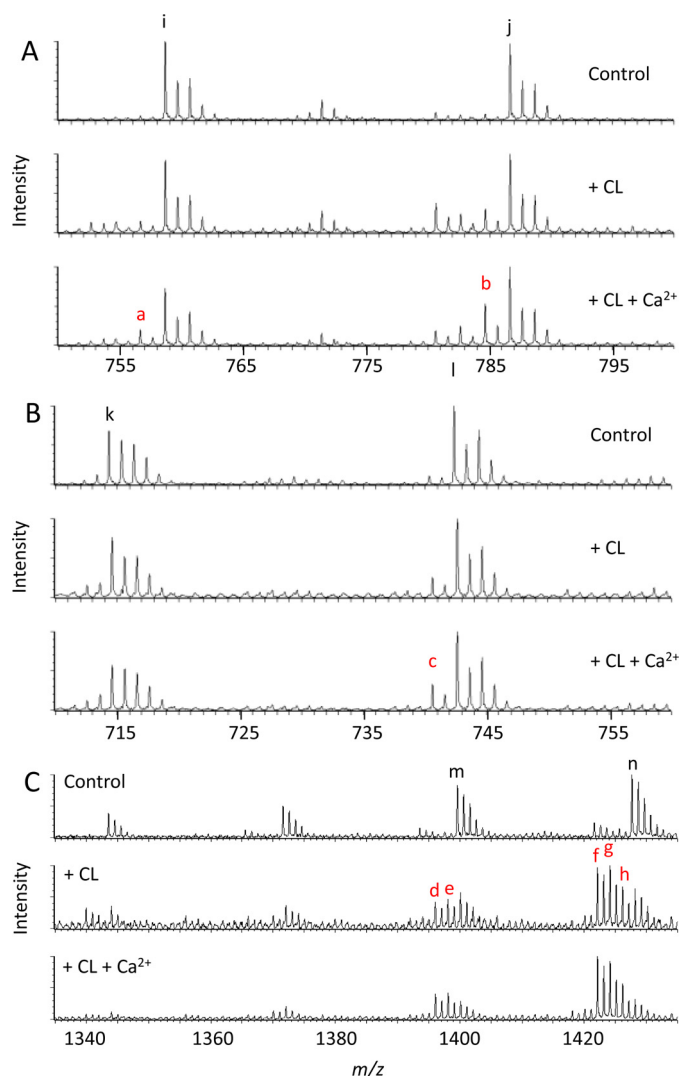 A
i
j
Control
+ CL
+ CL + Ca²⁺
a
b
Intensity
755
765
775
785
795
B
k
l
Control
+ CL
+ CL + Ca²⁺
c
Intensity
715
725
735
745
755
C
Control
m
n
+ CL
d e
f g h
+ CL + Ca²⁺
Intensity
1340
1360
1380
1400
1420
m/z